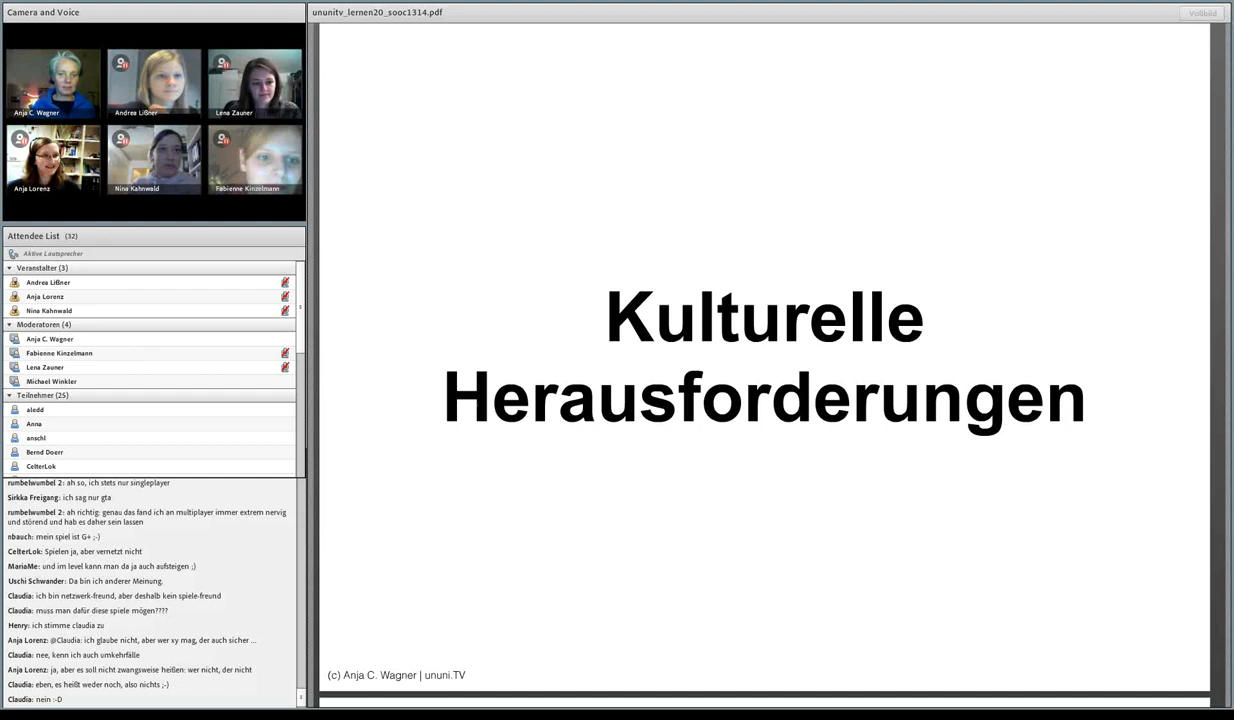 Camera and Voice
Anja C. Wagner
Andrea Lißner
Lena Zauner
Anja Lorenz
Nina Kahnwald
Fabienne Kinzelmann
Attendee List (32)
Aktive Lautsprecher
Veranstalter (3)
Andrea Lißner
Anja Lorenz
Nina Kahnwald
Moderatoren (4)
Anja C. Wagner
Fabienne Kinzelmann
Lena Zauner
Michael Winkler
Teilnehmer (25)
aledd
Anna
anschl
Bernd Doerr
CelterLok
rumbelwumbel 2: ah so, ich stets nur singleplayer
Sirkka Freigang: ich sag nur gta
rumbelwumbel 2: ah richtig: genau das fand ich an multiplayer immer extrem nervig
und störend und hab es daher sein lassen
nbauch: mein spiel ist G+ ;-)
CelterLok: Spielen ja, aber vernetzt nicht
MariaMe: und im level kann man da ja auch aufsteigen ;)
Uschi Schwander: Da bin ich anderer Meinung.
Claudia: ich bin netzwerk-freund, aber deshalb kein spiele-freund
Claudia: muss man dafür diese spiele mögen????
Henry: ich stimme claudia zu
Anja Lorenz: @Claudia: ich glaube nicht, aber wer xy mag, der auch sicher ...
Claudia: nee, kenn ich auch umkehrfälle
Anja Lorenz: ja, aber es soll nicht zwangsweise heißen: wer nicht, der nicht
Claudia: eben, es heißt weder noch, also nichts ;-)
Claudia: nein :-D
ununitv_lernen20_sooc1314.pdf
Vollbild
Kulturelle
Herausforderungen
(c) Anja C. Wagner | ununi.TV